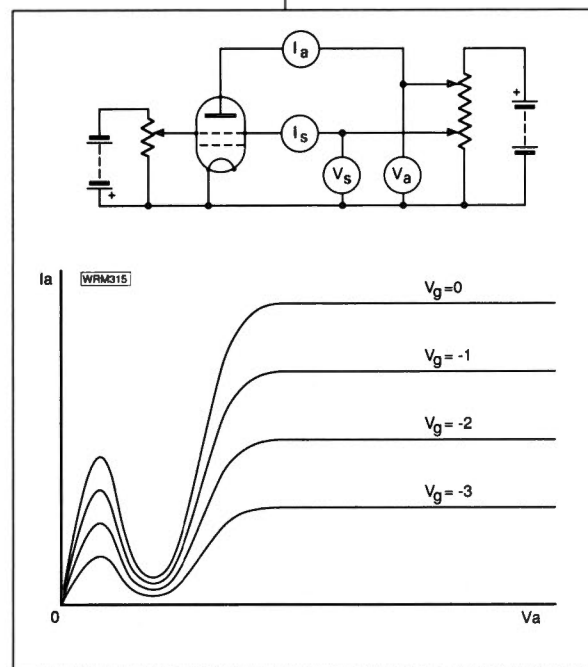 Ia
+
Is
Vs
Va
+
Ia
WRM315
Vg=0
Vg= -1
Vg= -2
Vg= -3
0
Va